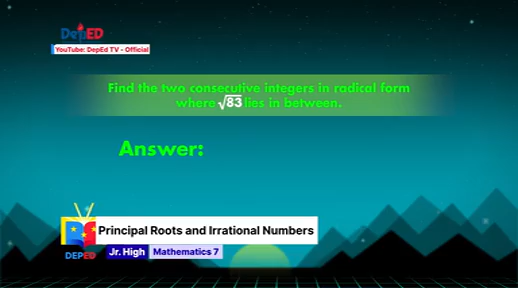 DepED
YouTube: DepEd TV - Official
Find the two consecutive integers in radical form
where √83 lies in between.
Answer:
Principal Roots and Irrational Numbers
DEPED
Jr. High Mathematics 7